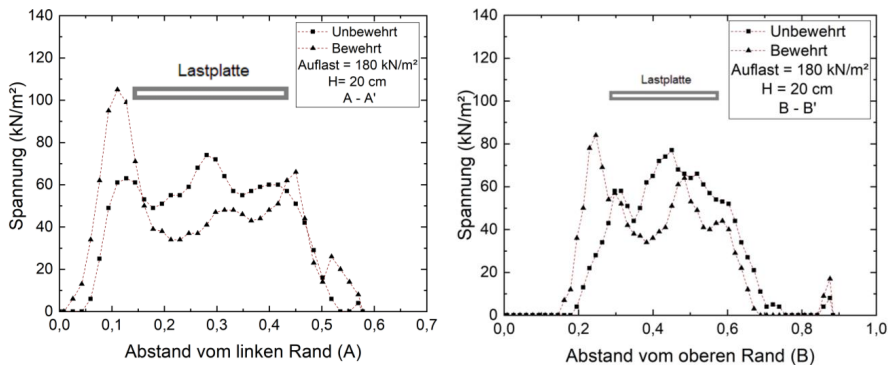 140
120
100
80
60
40
20
0
Spannung (kN/m²)
Unbewehrt
Bewehrt
Auflast = 180 kN/m²
H= 20 cm
A - A'
Lastplatte
0,0 0,1 0,2 0,3 0,4 0,5 0,6 0,7
Abstand vom linken Rand (A)
140
120
100
80
60
40
20
0
Spannung (kN/m²)
Unbewehrt
Bewehrt
Auflast = 180 kN/m²
H = 20 cm
B - B'
Lastplatte
0,0 0,2 0,4 0,6 0,8 1,0
Abstand vom oberen Rand (B)